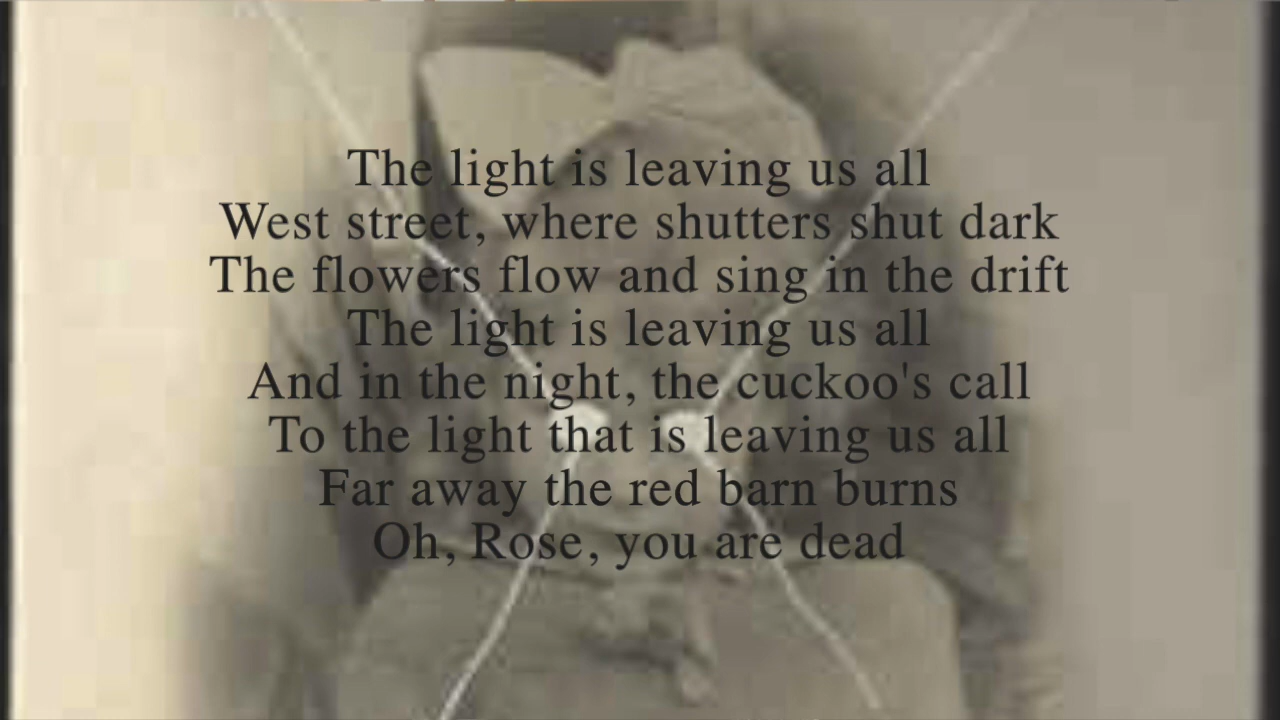 The light is leaving us all
West street, where shutters shut dark
The flowers flow and sing in the drift
The light is leaving us all
And in the night, the cuckoo's call
To the light that is leaving us all
Far away the red barn burns
Oh, Rose, you are dead